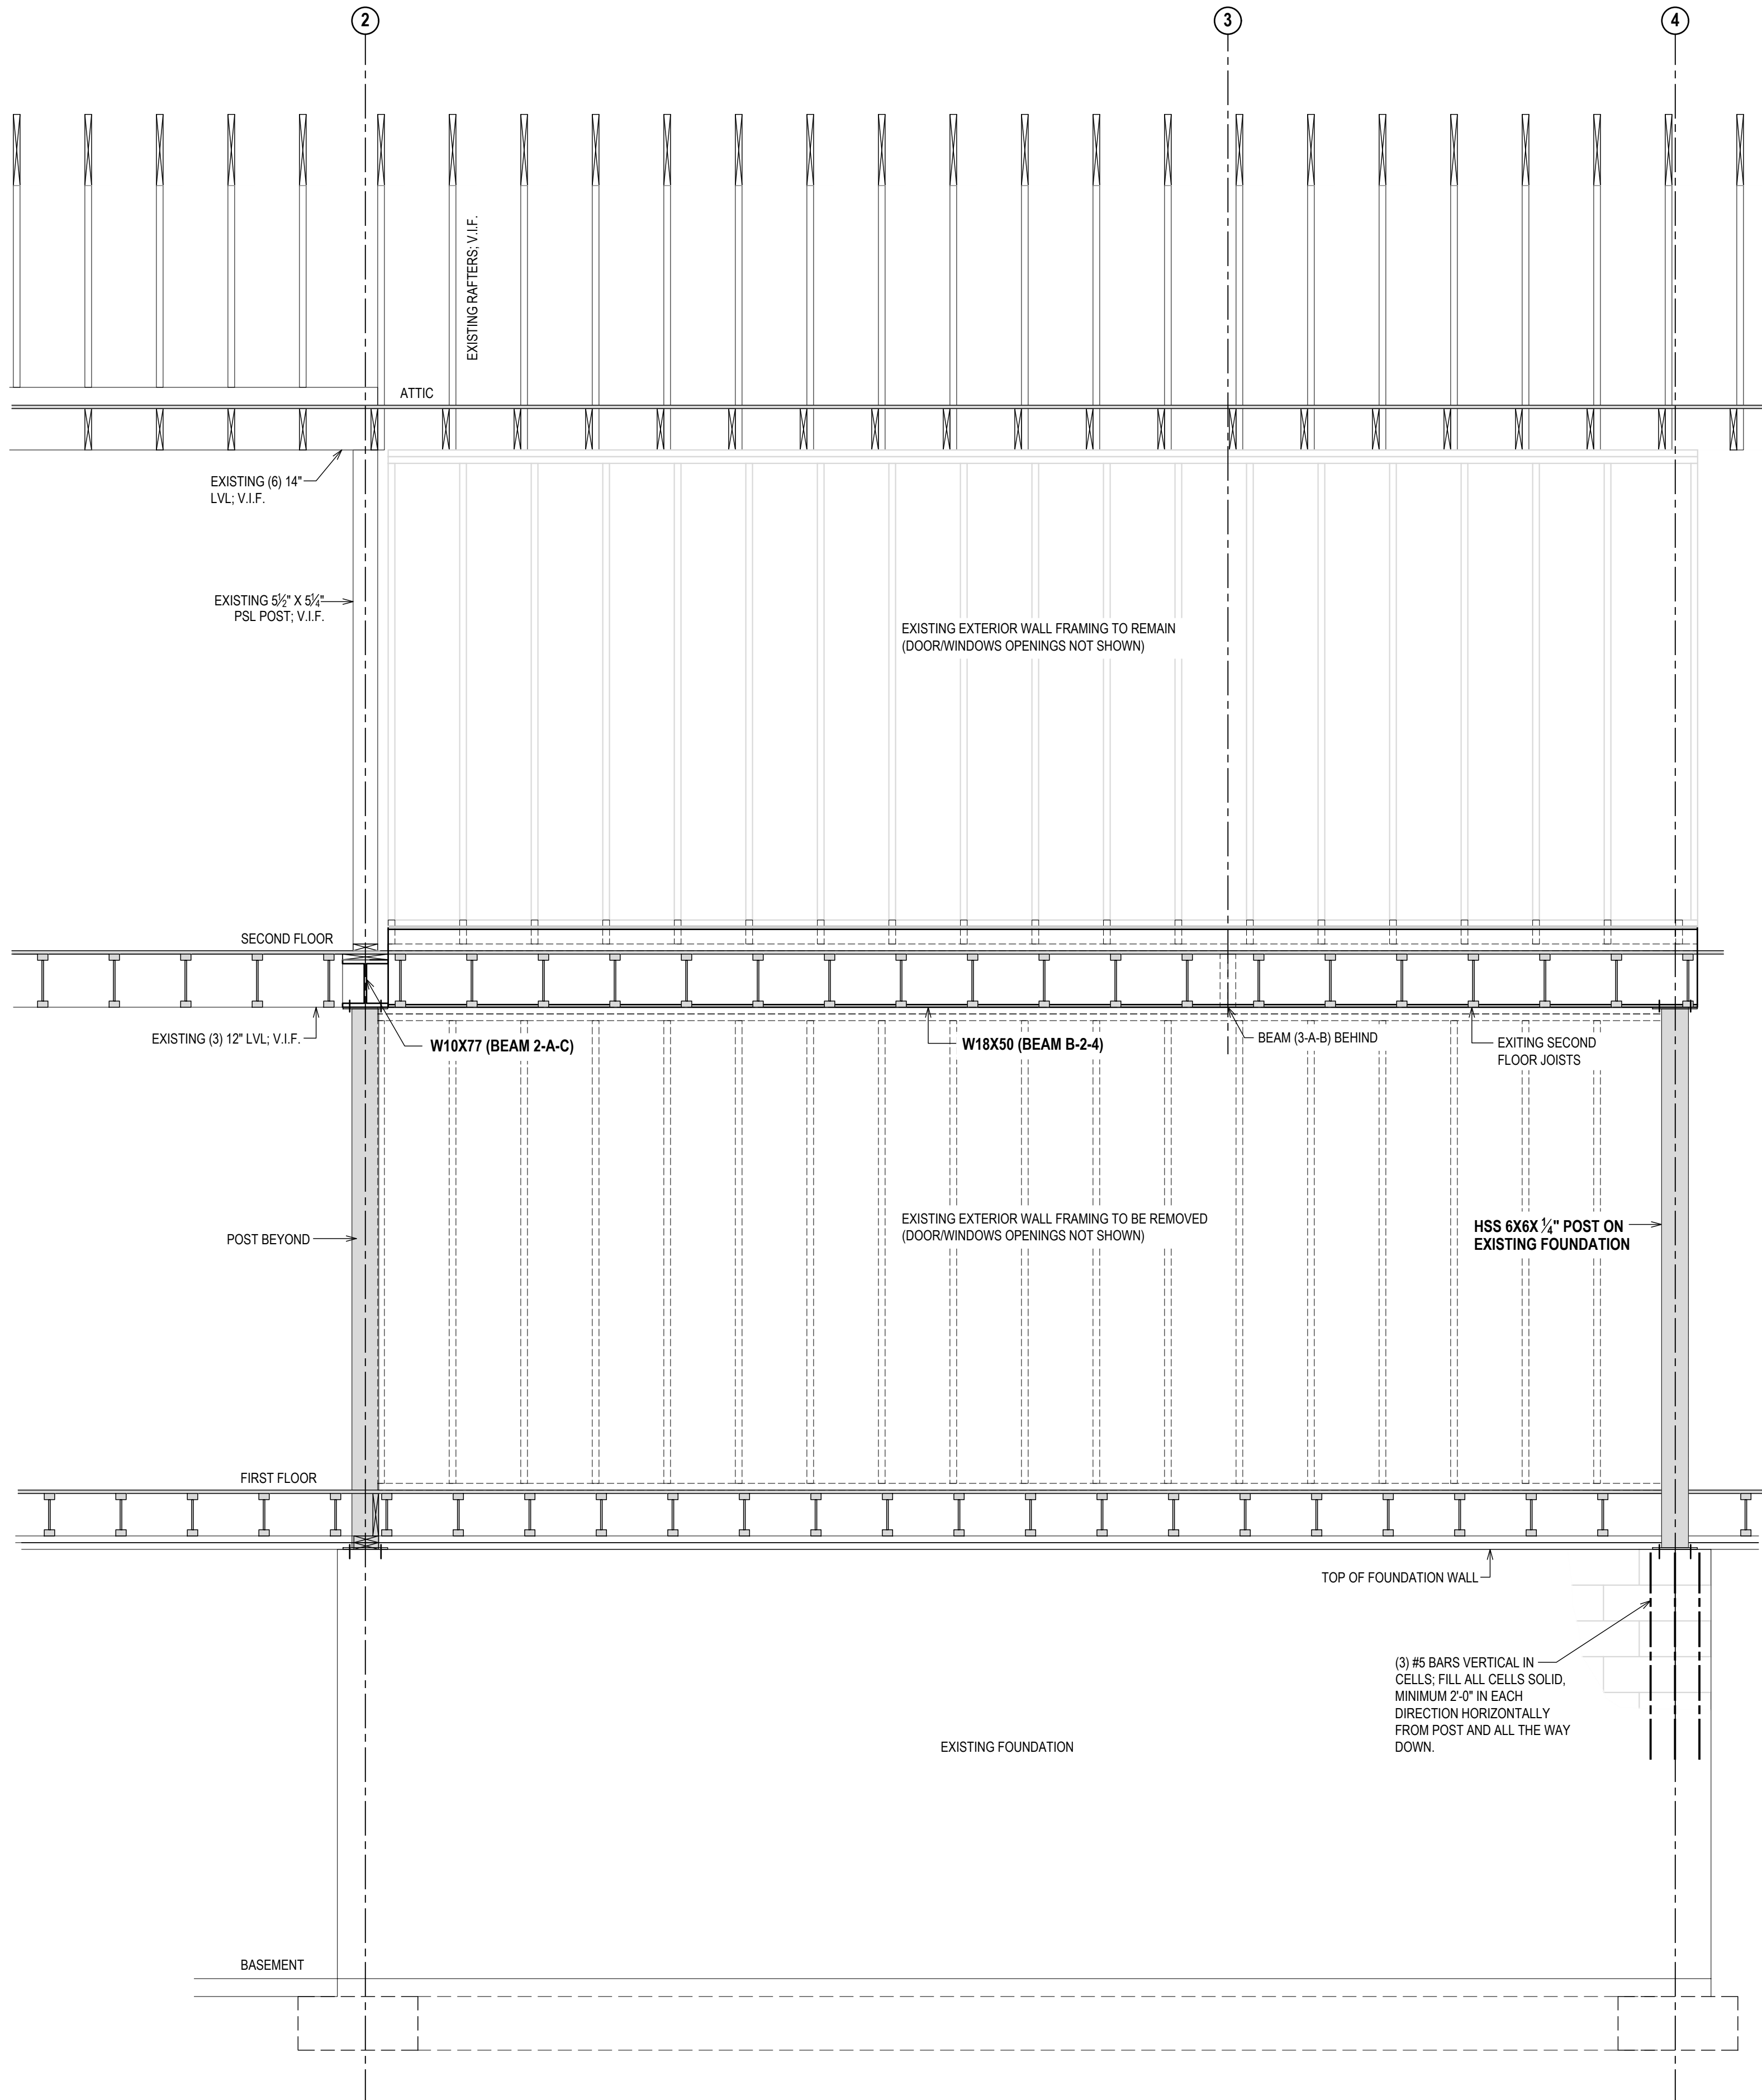 2
3
4
EXISTING RAFTERS; V.I.F.
ATTIC
EXISTING (6) 14"
LVL; V.I.F.
EXISTING 5½" X 5¼"
PSL POST; V.I.F.
EXISTING EXTERIOR WALL FRAMING TO REMAIN
(DOOR/WINDOWS OPENINGS NOT SHOWN)
SECOND FLOOR
EXISTING (3) 12" LVL; V.I.F.
W10X77 (BEAM 2-A-C)
W18X50 (BEAM B-2-4)
BEAM (3-A-B) BEHIND
EXITING SECOND
FLOOR JOISTS
POST BEYOND
EXISTING EXTERIOR WALL FRAMING TO BE REMOVED
(DOOR/WINDOWS OPENINGS NOT SHOWN)
HSS 6X6X ¼" POST ON
EXISTING FOUNDATION
FIRST FLOOR
TOP OF FOUNDATION WALL
(3) #5 BARS VERTICAL IN
CELLS; FILL ALL CELLS SOLID,
MINIMUM 2'-0" IN EACH
DIRECTION HORIZONTALLY
FROM POST AND ALL THE WAY
DOWN.
EXISTING FOUNDATION
BASEMENT